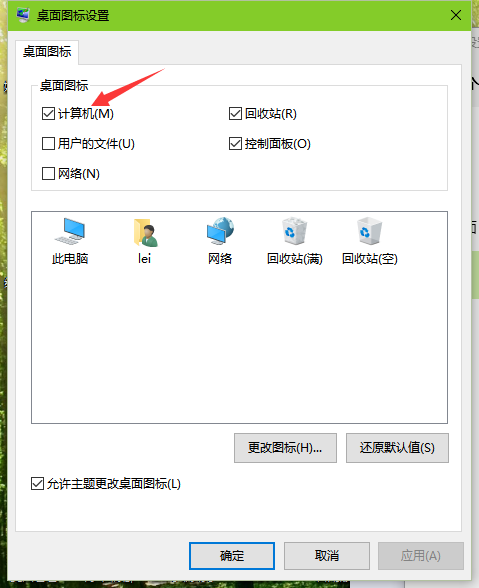 桌面图标设置
桌面图标
桌面图标
计算机(M)
回收站(R)
用户的文件(U)
控制面板(O)
网络(N)
此电脑
lei
网络
回收站(满)
回收站(空)
更改图标(H)...
还原默认值(S)
允许主题更改桌面图标(L)
确定
取消
应用(A)